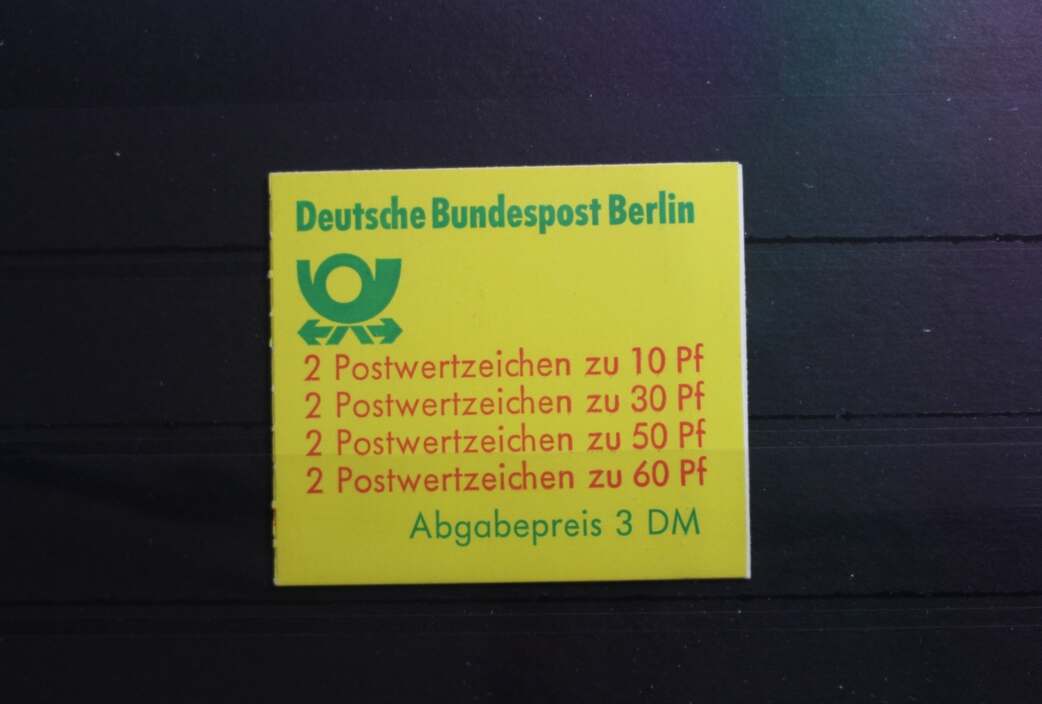 Deutsche Bundespost Berlin
2 Postwertzeichen zu 10 Pf
2 Postwertzeichen zu 30 Pf
2 Postwertzeichen zu 50 Pf
2 Postwertzeichen zu 60 Pf
Abgabepreis 3 DM